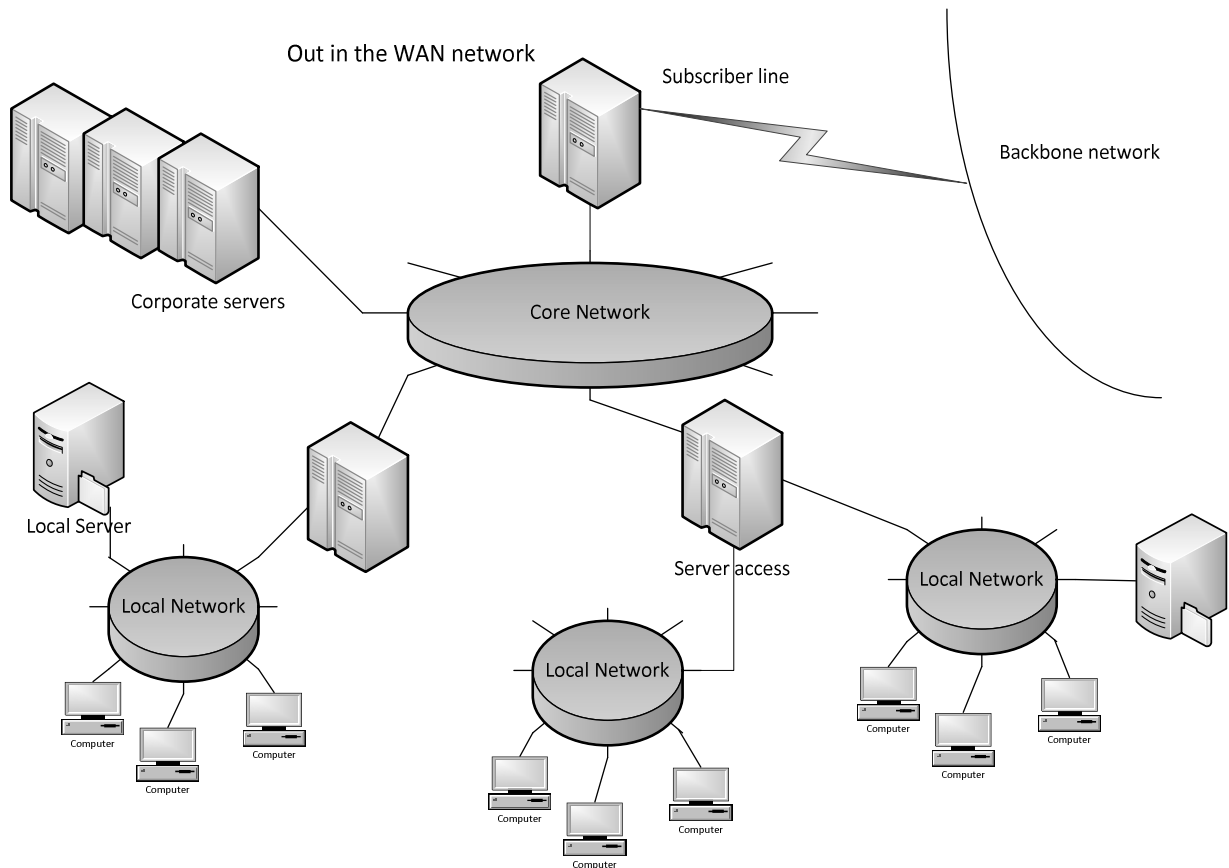 Out in the WAN network
Subscriber line
Backbone network
Corporate servers
Core Network
Local Server
Server access
Local Network
Local Network
Local Network
Computer
Computer
Computer
Computer
Computer
Computer
Computer
Computer
Computer